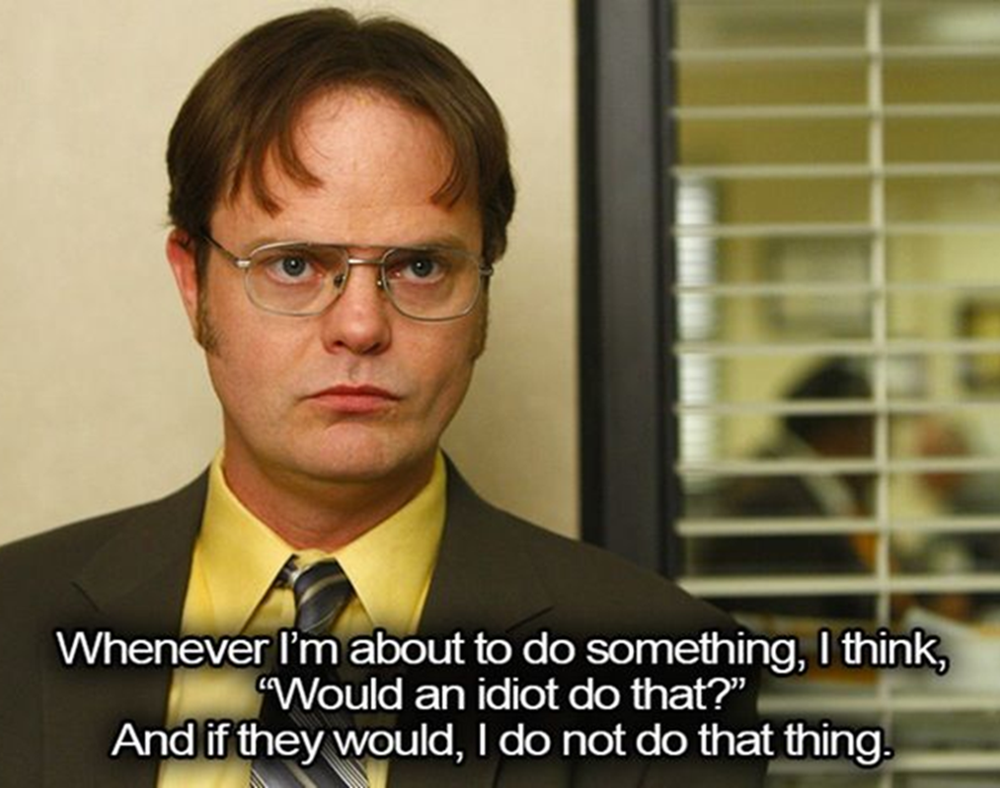 Whenever I'm about to do something, I think,
“Would an idiot do that?”
And if they would, I do not do that thing.